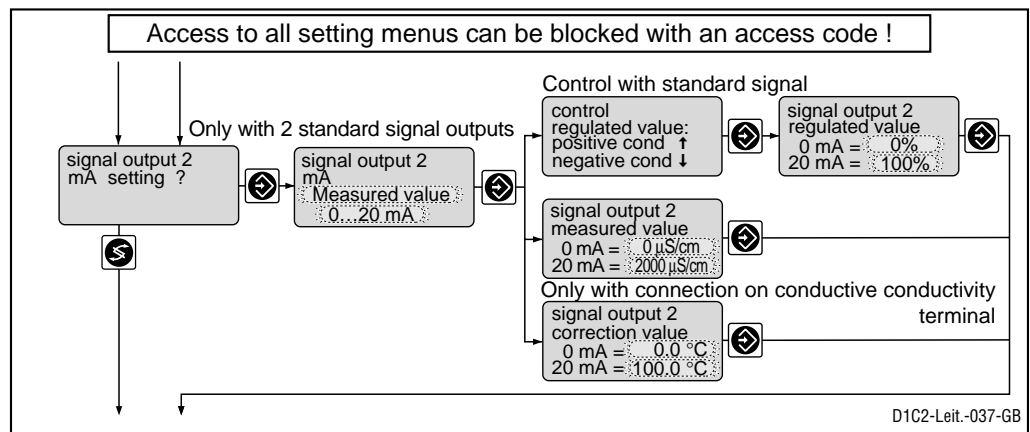 Access to all setting menus can be blocked with an access code !
Control with standard signal
Only with 2 standard signal outputs
signal output 2
mA setting ?
signal output 2
mA
Measured value
0...20 mA
control
regulated value:
positive cond ↑
negative cond ↓
signal output 2
regulated value
0 mA = 0%
20 mA = 100%
signal output 2
measured value
0 mA = 0 µS/cm
20 mA = 2000 µS/cm
Only with connection on conductive conductivity
terminal
signal output 2
correction value
0 mA = 0.0 °C
20 mA = 100.0 °C
D1C2-Leit.-037-GB